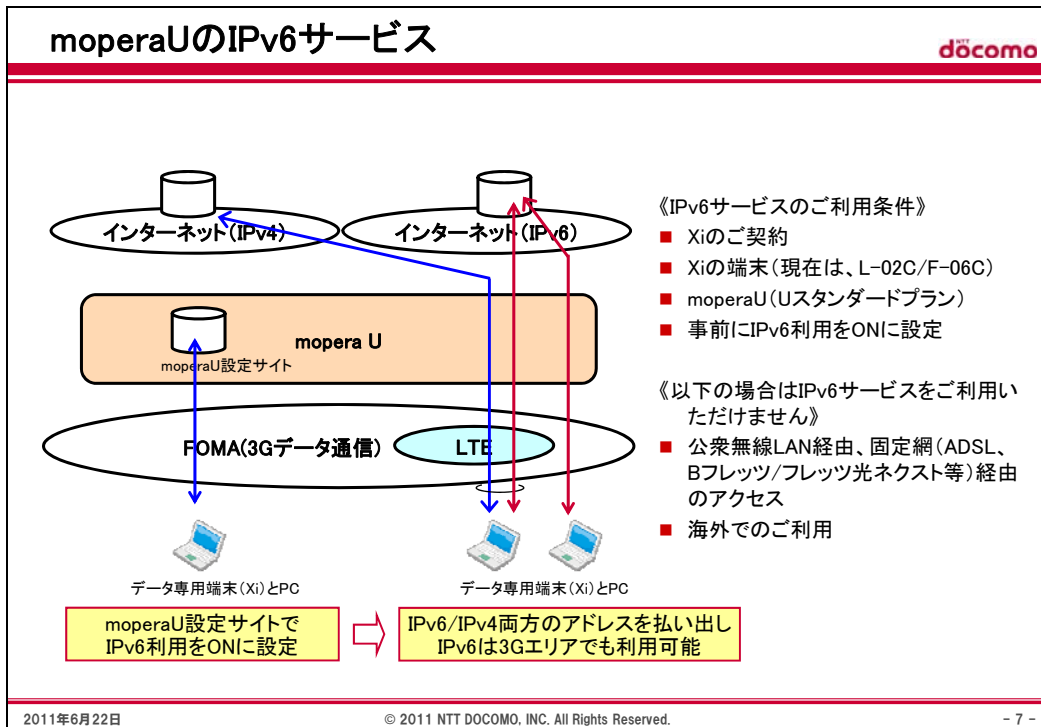 moperaUのIPv6サービス
NTT
döcomo
インターネット(IPv4)
インターネット(IPv6)
mopera U
moperaU設定サイト
FOMA(3Gデータ通信)
LTE
データ専用端末(Xi)とPC
データ専用端末(Xi)とPC
moperaU設定サイトで
IPv6利用をONに設定
IPv6/IPv4両方のアドレスを払い出し
IPv6は3Gエリアでも利用可能
《IPv6サービスのご利用条件》
■ Xiのご契約
■ Xiの端末(現在は、L-02C/F-06C)
■ moperaU(Uスタンダードプラン)
■ 事前にIPv6利用をONに設定
《以下の場合はIPv6サービスをご利用い
ただけません》
■ 公衆無線LAN経由、固定網(ADSL、
Bフレッツ/フレッツ光ネクスト等)経由
のアクセス
■ 海外でのご利用
2011年6月22日
© 2011 NTT DOCOMO, INC. All Rights Reserved.
- 7 -